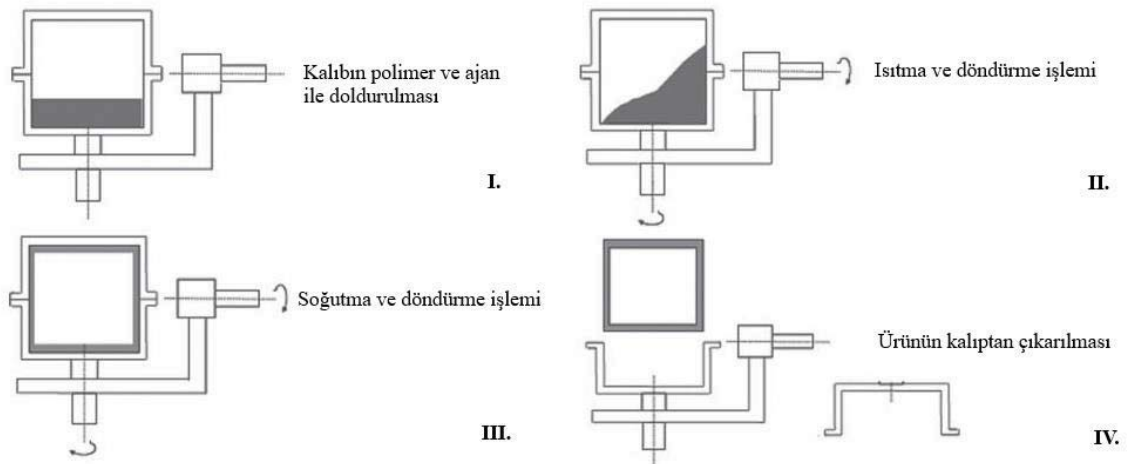 Kalıbın polimer ve ajan
ile doldurulması
I.
Isıtma ve döndürme işlemi
II.
Soğutma ve döndürme işlemi
III.
Ürünün kalıptan çıkarılması
IV.